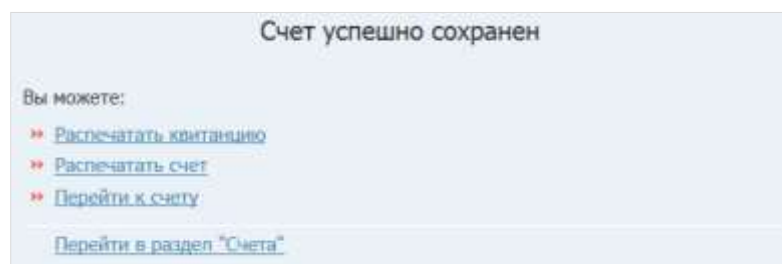 Счет успешно сохранен
Вы можете:
Распечатать квитанцию
Распечатать счет
Перейти к счету
Перейти в раздел "Счета"